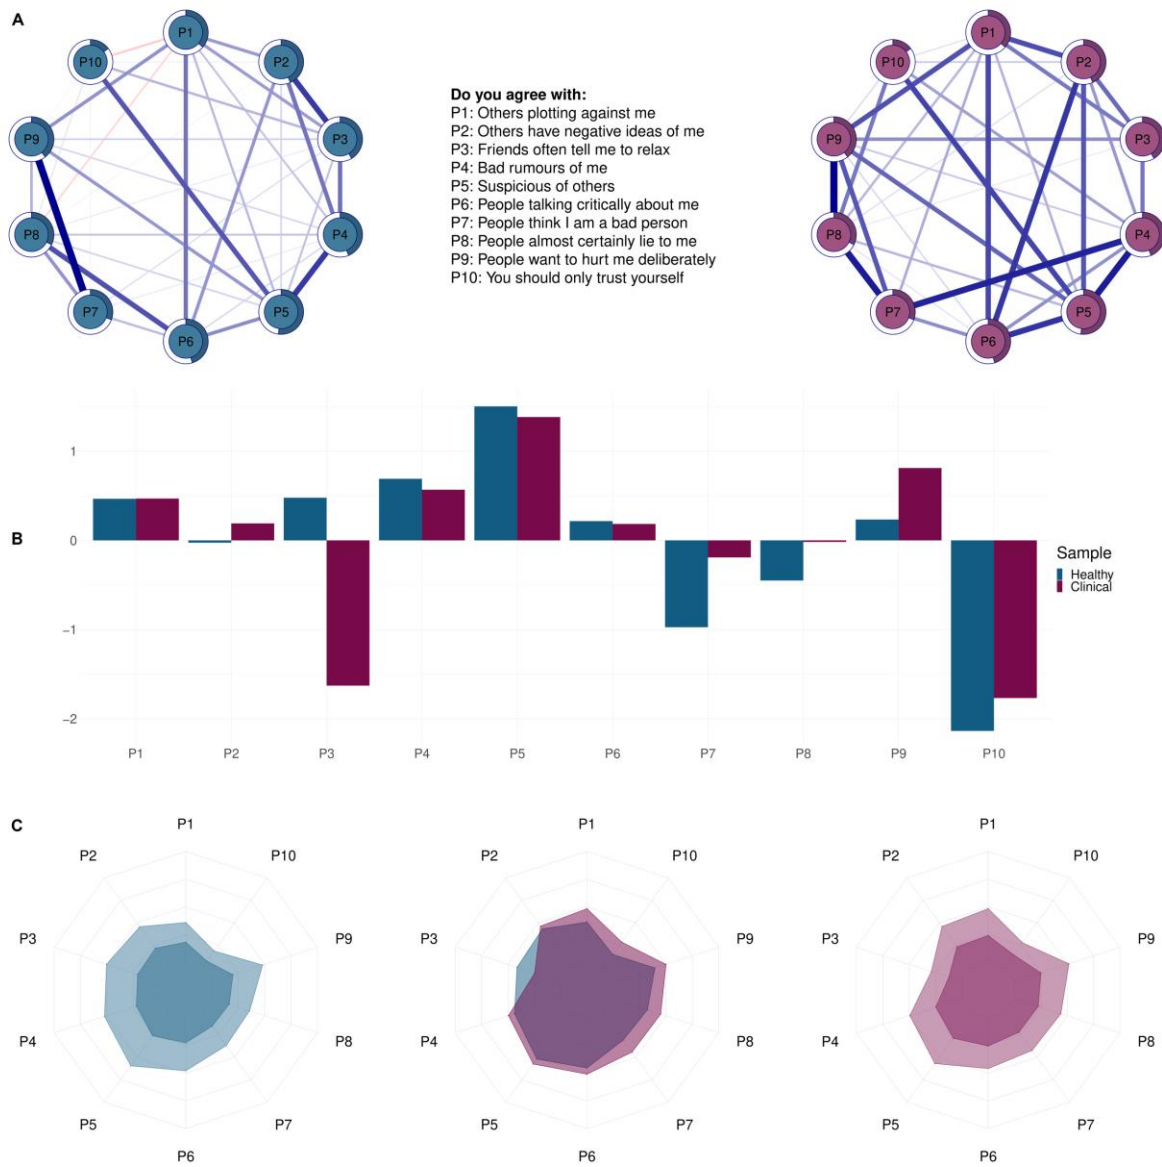 A
P1
P2
P3
P4
P5
P6
P7
P8
P9
P10
Do you agree with:
P1: Others plotting against me
P2: Others have negative ideas of me
P3: Friends often tell me to relax
P4: Bad rumours of me
P5: Suspicious of others
P6: People talking critically about me
P7: People think I am a bad person
P8: People almost certainly lie to me
P9: People want to hurt me deliberately
P10: You should only trust yourself
P1
P2
P3
P4
P5
P6
P7
P8
P9
P10
B
1
0
−1
−2
P1 P2 P3 P4 P5 P6 P7 P8 P9 P10
Sample
Healthy
Clinical
C
P1
P2
P3
P4
P5
P6
P7
P8
P9
P10
P1
P2
P3
P4
P5
P6
P7
P8
P9
P10
P1
P2
P3
P4
P5
P6
P7
P8
P9
P10